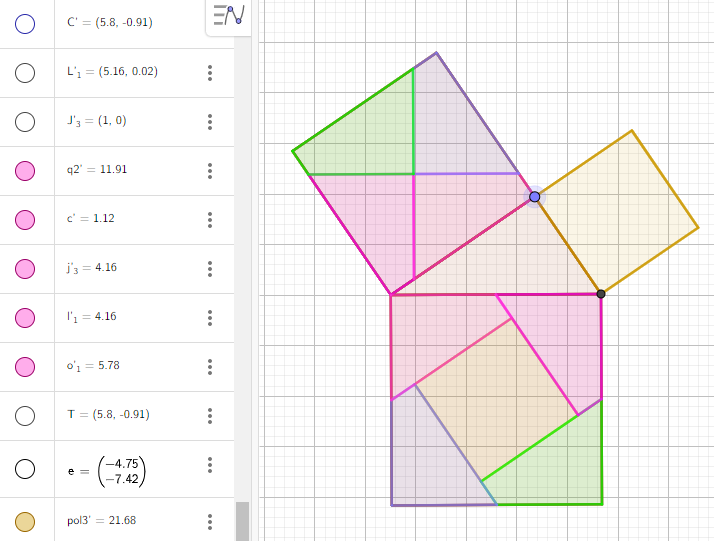 C' = (5.8, -0.91)
L'₁ = (5.16, 0.02)
J'₃ = (1, 0)
q2' = 11.91
c' = 1.12
j'₃ = 4.16
l'₁ = 4.16
o'₁ = 5.78
T = (5.8, -0.91)
e = (−4.75
−7.42)
pol3' = 21.68